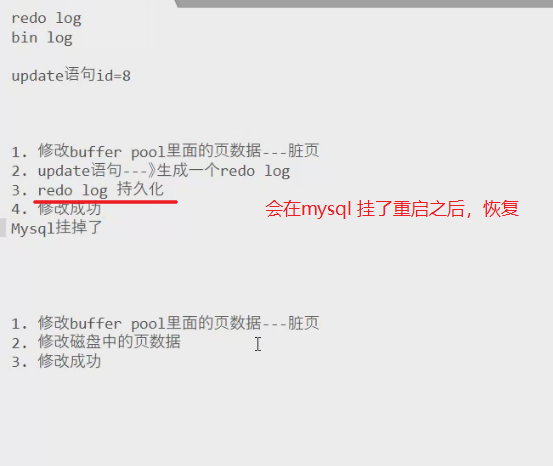 redo log
bin log
update语句id=8
1. 修改buffer pool里面的页数据---脏页
2. update语句---》生成一个redo log
3. redo log 持久化
4. 修改成功
会在mysql 挂了重启之后，恢复
Mysql挂掉了
1. 修改buffer pool里面的页数据---脏页
2. 修改磁盘中的页数据
3. 修改成功